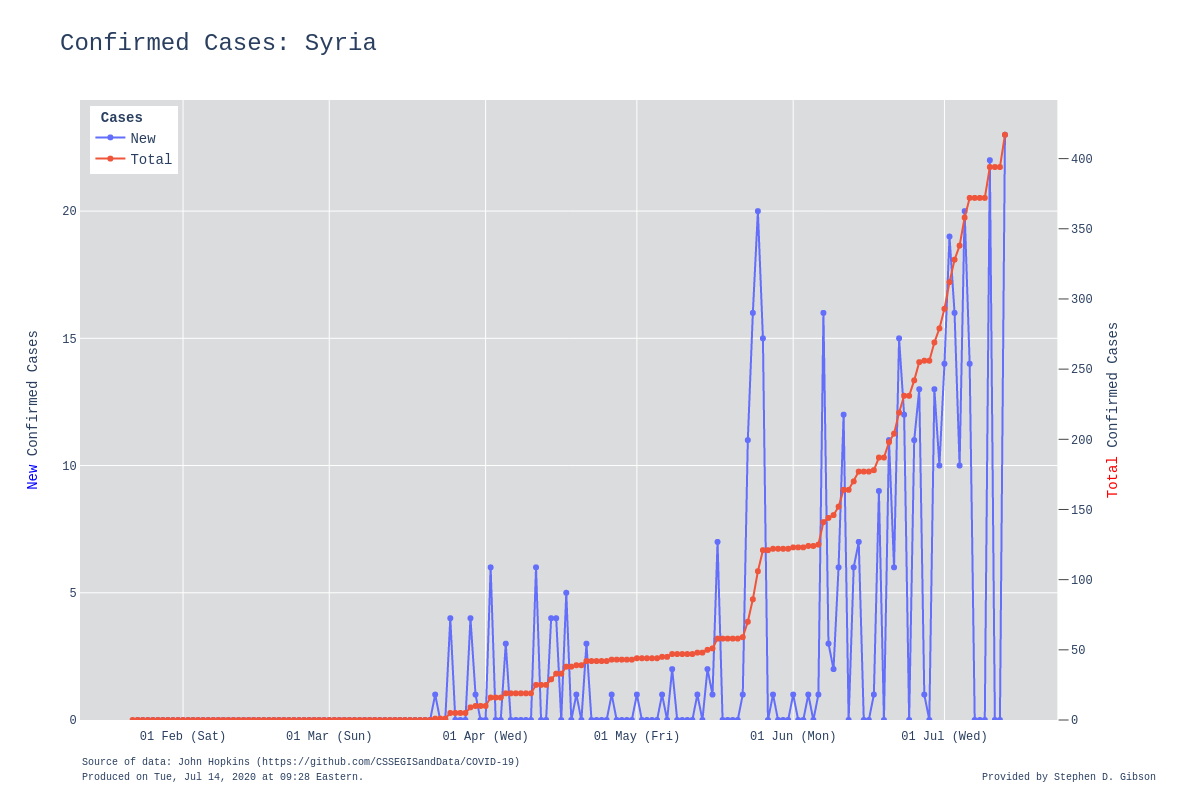 Confirmed Cases: Syria
Cases
New
Total
20
15
10
5
0
400
350
300
250
200
150
100
50
0
New Confirmed Cases
Total Confirmed Cases
01 Feb (Sat)
01 Mar (Sun)
01 Apr (Wed)
01 May (Fri)
01 Jun (Mon)
01 Jul (Wed)
Source of data: John Hopkins (https://github.com/CSSEGISandData/COVID-19)
Produced on Tue, Jul 14, 2020 at 09:28 Eastern.
Provided by Stephen D. Gibson